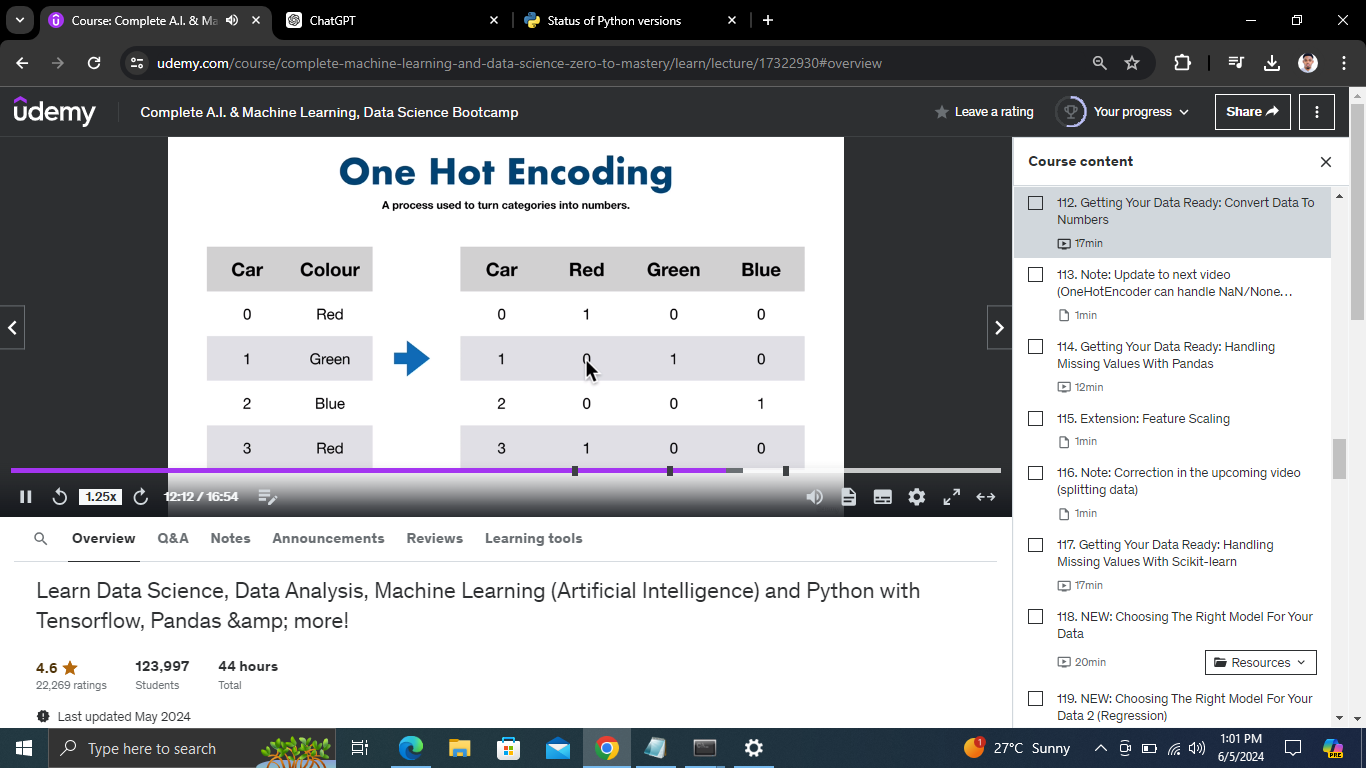 Course: Complete A.I. & Ma
ChatGPT
Status of Python versions
udemy.com/course/complete-machine-learning-and-data-science-zero-to-mastery/learn/lecture/17322930#overview
ûdemy
Complete A.I. & Machine Learning, Data Science Bootcamp
Leave a rating
Your progress
Share
One Hot Encoding
A process used to turn categories into numbers.
Car Colour
0 Red
1 Green
2 Blue
3 Red
Car Red Green Blue
0 1 0 0
1 0 1 0
2 0 0 1
3 1 0 0
1.25x
12:12 / 16:54
Course content
112. Getting Your Data Ready: Convert Data To
Numbers
17min
113. Note: Update to next video
(OneHotEncoder can handle NaN/None...
1min
114. Getting Your Data Ready: Handling
Missing Values With Pandas
12min
115. Extension: Feature Scaling
1min
116. Note: Correction in the upcoming video
(splitting data)
1min
117. Getting Your Data Ready: Handling
Missing Values With Scikit-learn
17min
118. NEW: Choosing The Right Model For Your
Data
20min
Resources
119. NEW: Choosing The Right Model For Your
Data 2 (Regression)
Overview
Q&A
Notes
Announcements
Reviews
Learning tools
Learn Data Science, Data Analysis, Machine Learning (Artificial Intelligence) and Python with
Tensorflow, Pandas &amp; more!
4.6
22,269 ratings
123,997
Students
44 hours
Total
Last updated May 2024
Type here to search
1
27°C Sunny
1:01 PM
6/5/2024
PRE